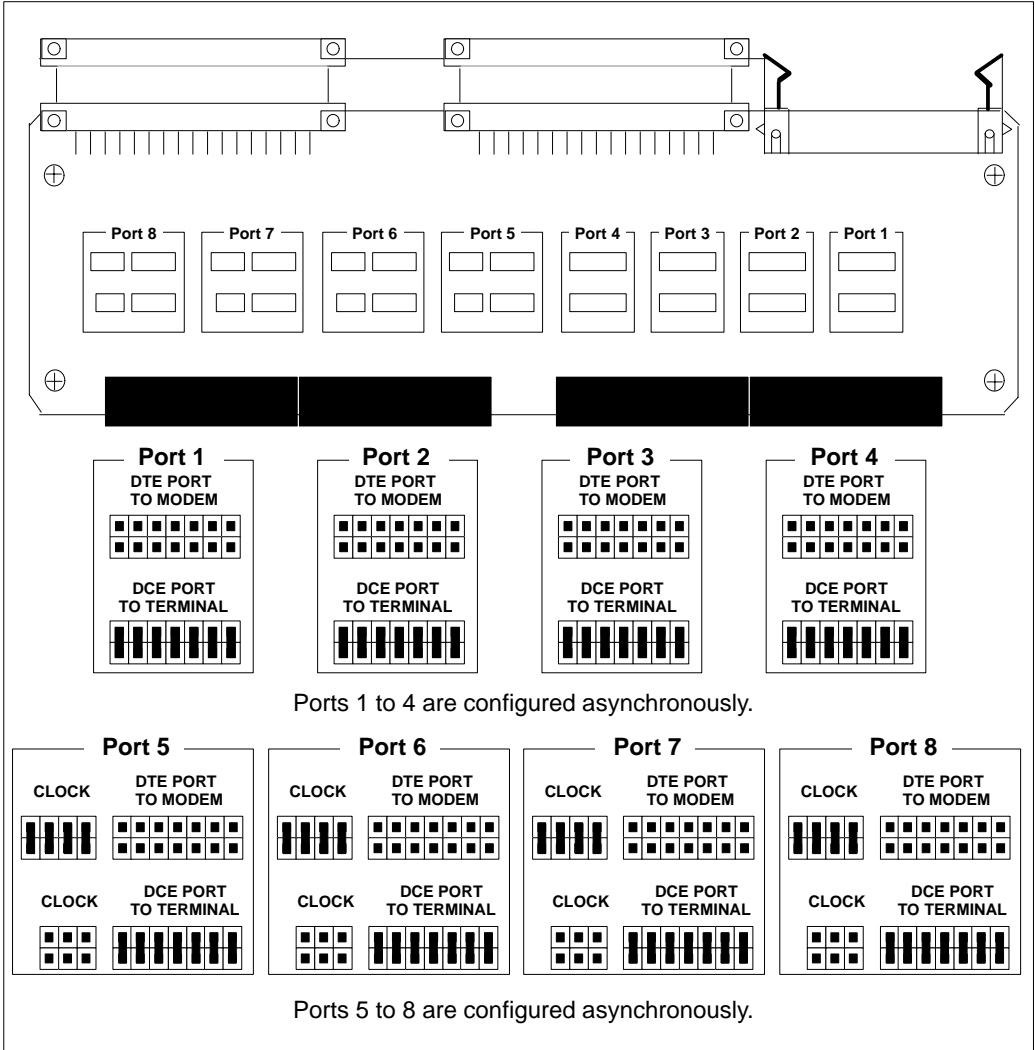 Port 8 Port 7 Port 6 Port 5 Port 4 Port 3 Port 2 Port 1
Port 1
DTE PORT
TO MODEM
DCE PORT
TO TERMINAL
Port 2
DTE PORT
TO MODEM
DCE PORT
TO TERMINAL
Port 3
DTE PORT
TO MODEM
DCE PORT
TO TERMINAL
Port 4
DTE PORT
TO MODEM
DCE PORT
TO TERMINAL
Ports 1 to 4 are configured asynchronously.
Port 5
CLOCK
DTE PORT
TO MODEM
CLOCK
DCE PORT
TO TERMINAL
Port 6
CLOCK
DTE PORT
TO MODEM
CLOCK
DCE PORT
TO TERMINAL
Port 7
CLOCK
DTE PORT
TO MODEM
CLOCK
DCE PORT
TO TERMINAL
Port 8
CLOCK
DTE PORT
TO MODEM
CLOCK
DCE PORT
TO TERMINAL
Ports 5 to 8 are configured asynchronously.